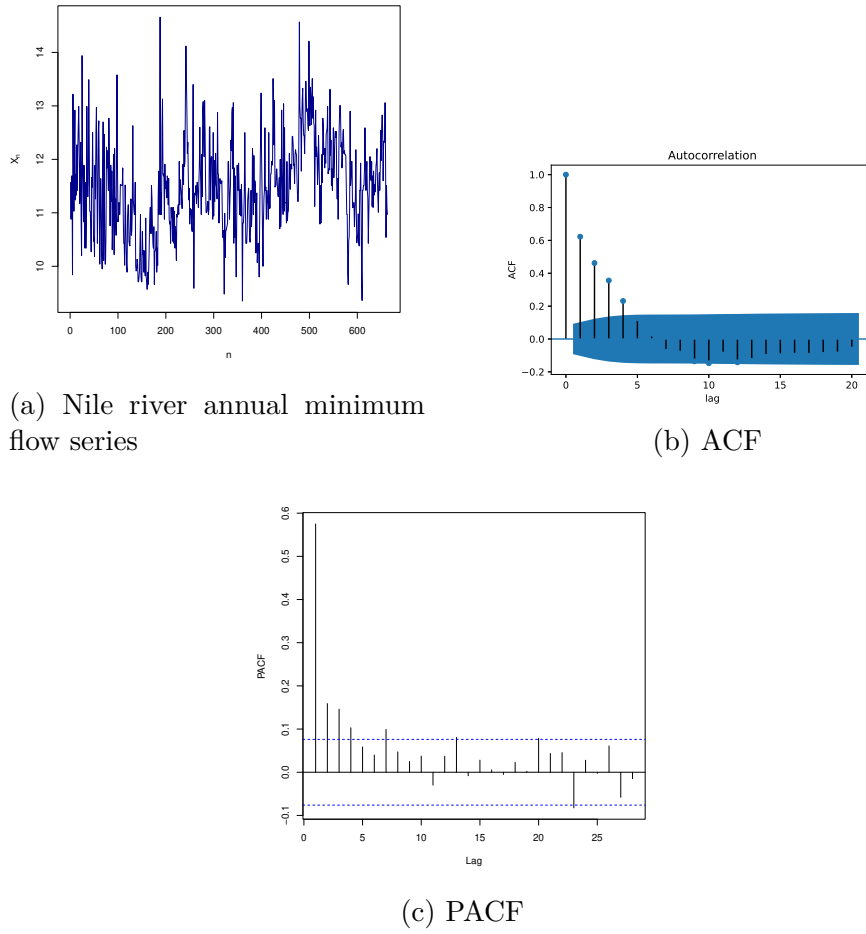 14
13
12
11
10
Xₙ
0 100 200 300 400 500 600
n
(a) Nile river annual minimum
flow series
Autocorrelation
1.0
0.8
0.6
0.4
0.2
0.0
−0.2
ACF
0 5 10 15 20
lag
(b) ACF
0.6
0.5
0.4
0.3
0.2
0.1
0.0
−0.1
PACF
0 5 10 15 20 25
Lag
(c) PACF